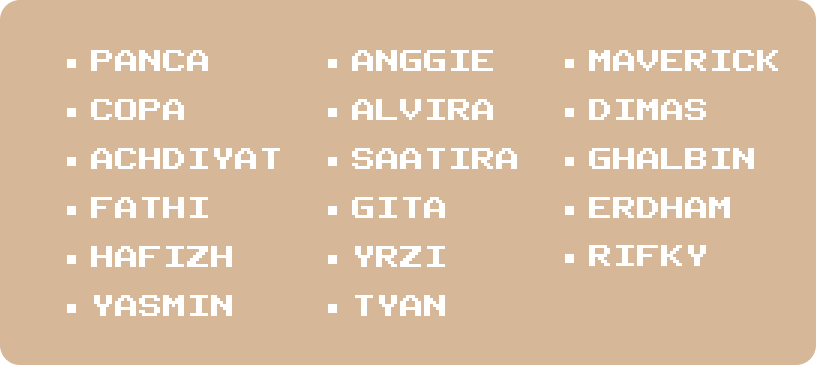 PANCA
COPA
ACHDIYAT
FATHI
HAFIZH
YASMIN
ANGGIE
ALVIRA
SAATIRA
GITA
YRZI
TYAN
MAVERICK
DIMAS
GHALBIN
ERDHAM
RIFKY